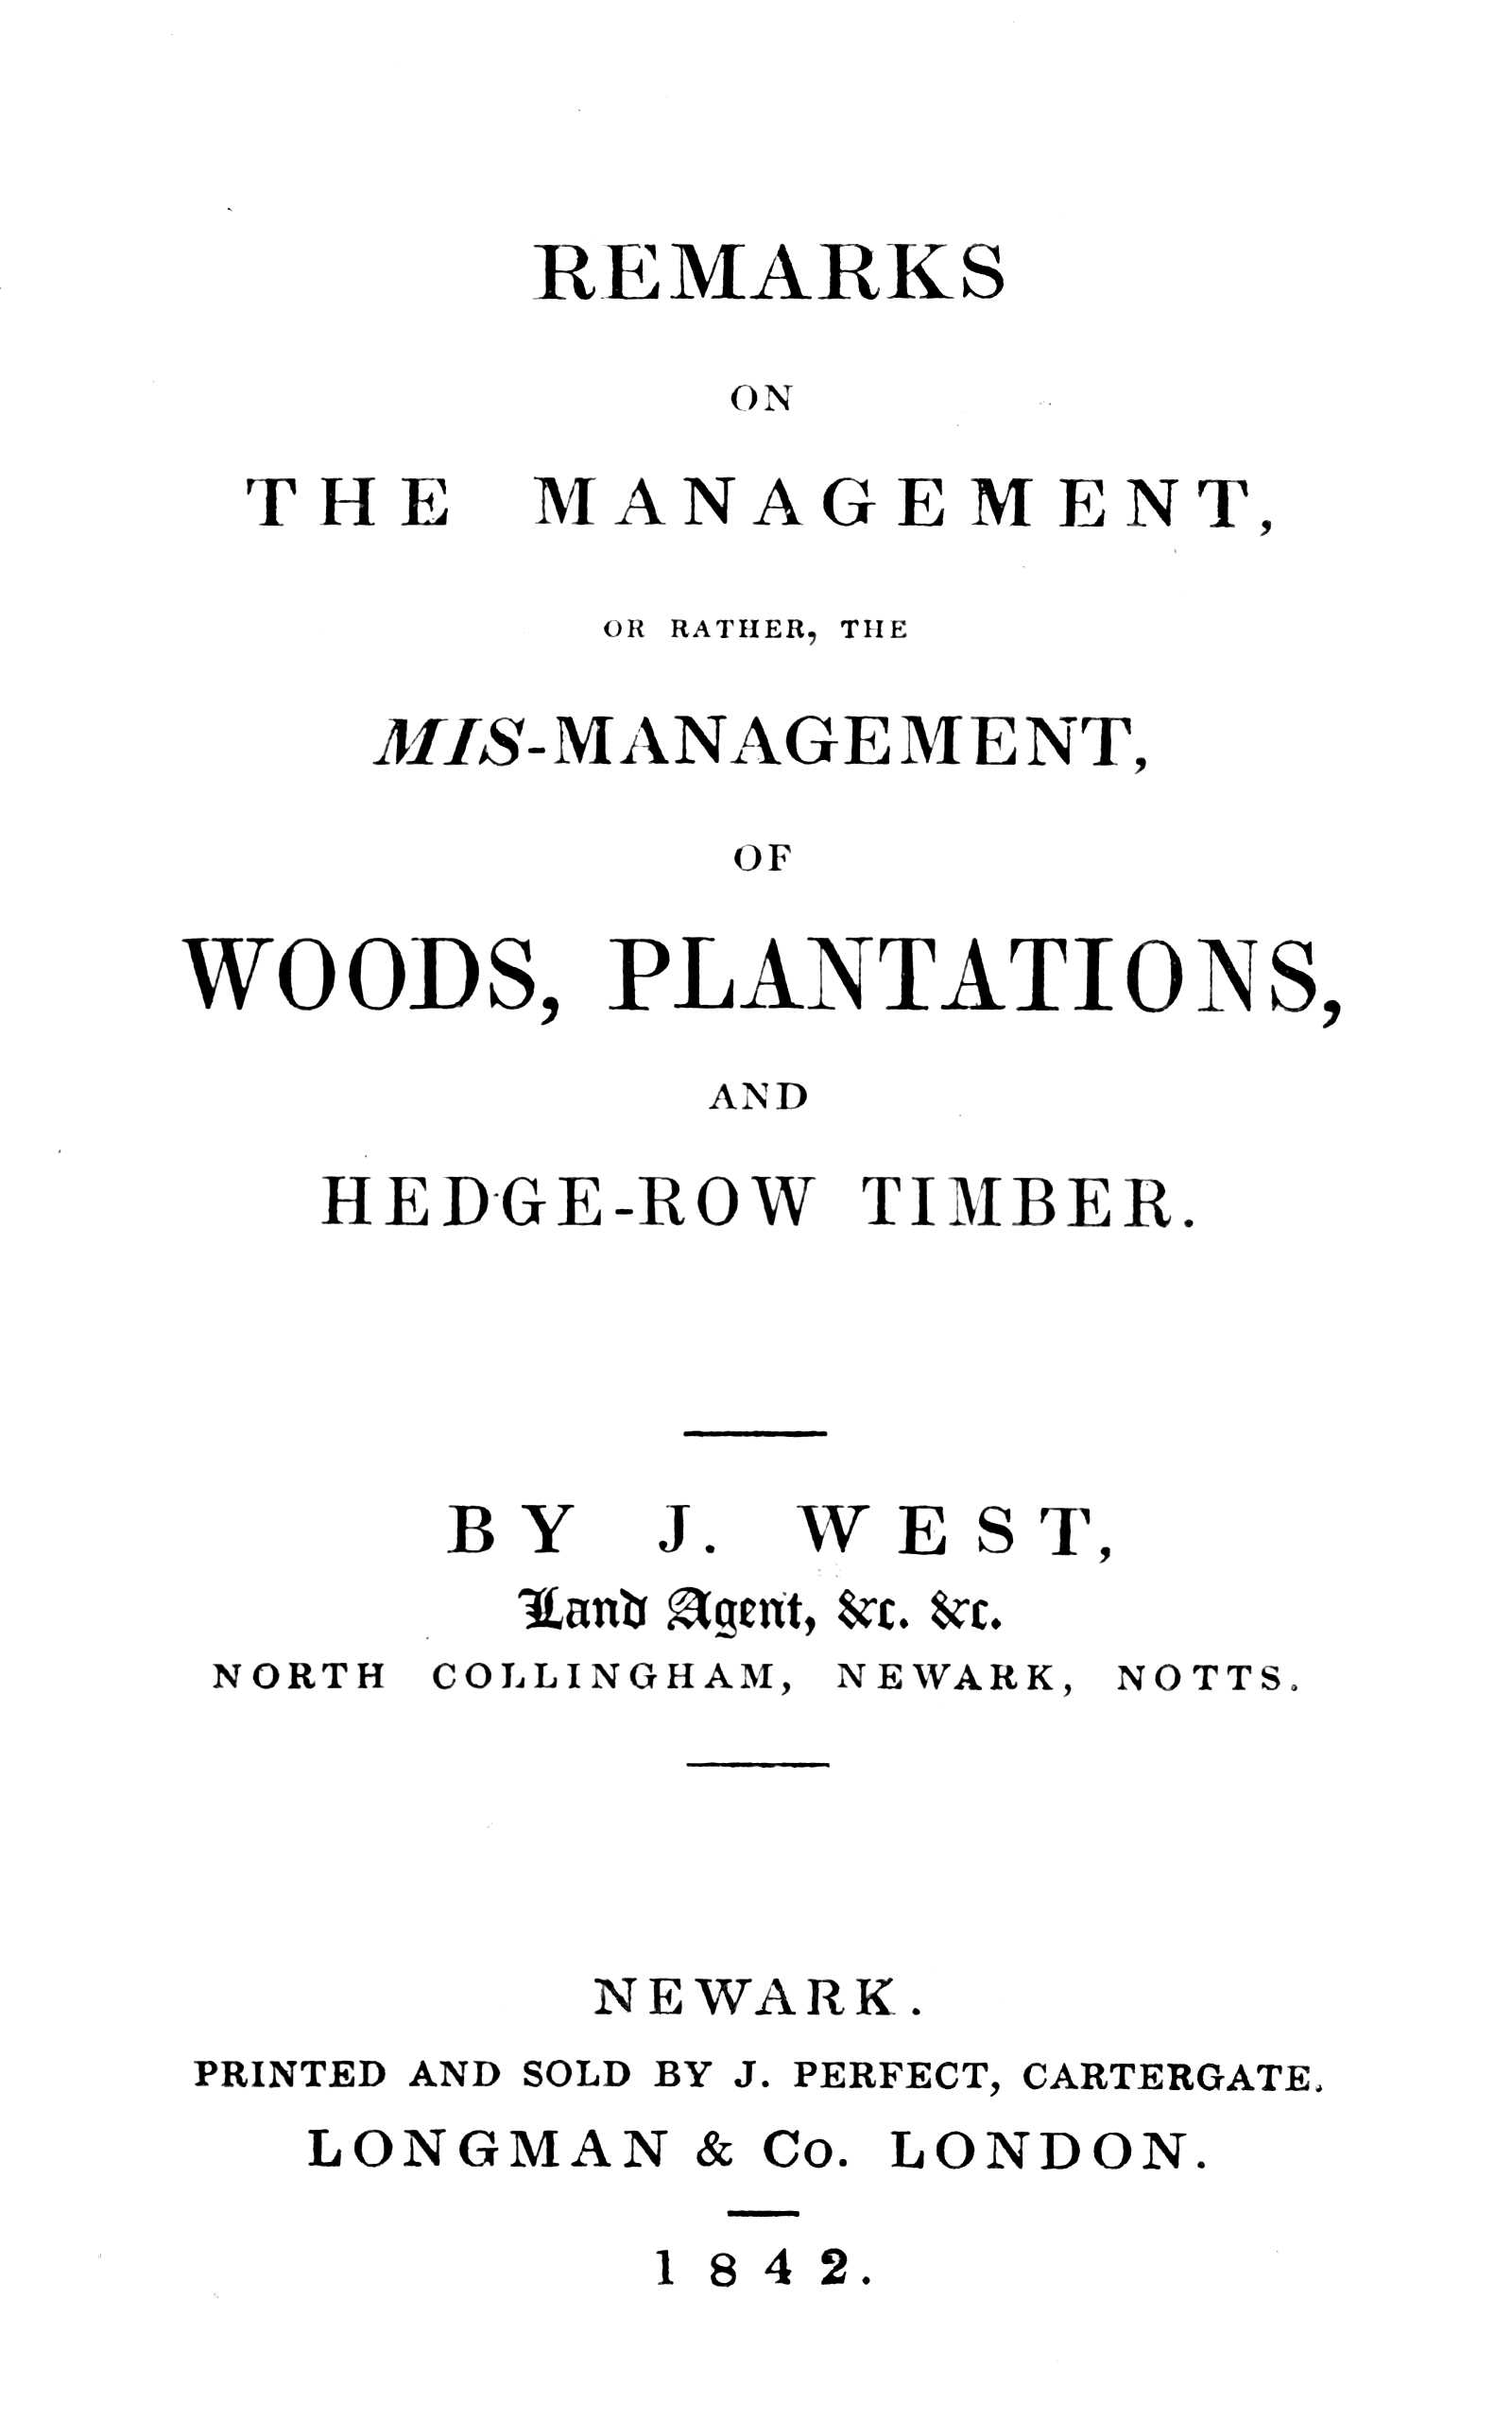 REMARKS
ON
THE MANAGEMENT,
OR RATHER, THE
MIS-MANAGEMENT,
OF
WOODS, PLANTATIONS,
AND
HEDGE-ROW TIMBER.
BY J. WEST,
Land Agent, &c. &c.
NORTH COLLINGHAM, NEWARK, NOTTS.
NEWARK.
PRINTED AND SOLD BY J. PERFECT, CARTERGATE.
LONGMAN & Co. LONDON.
1842.